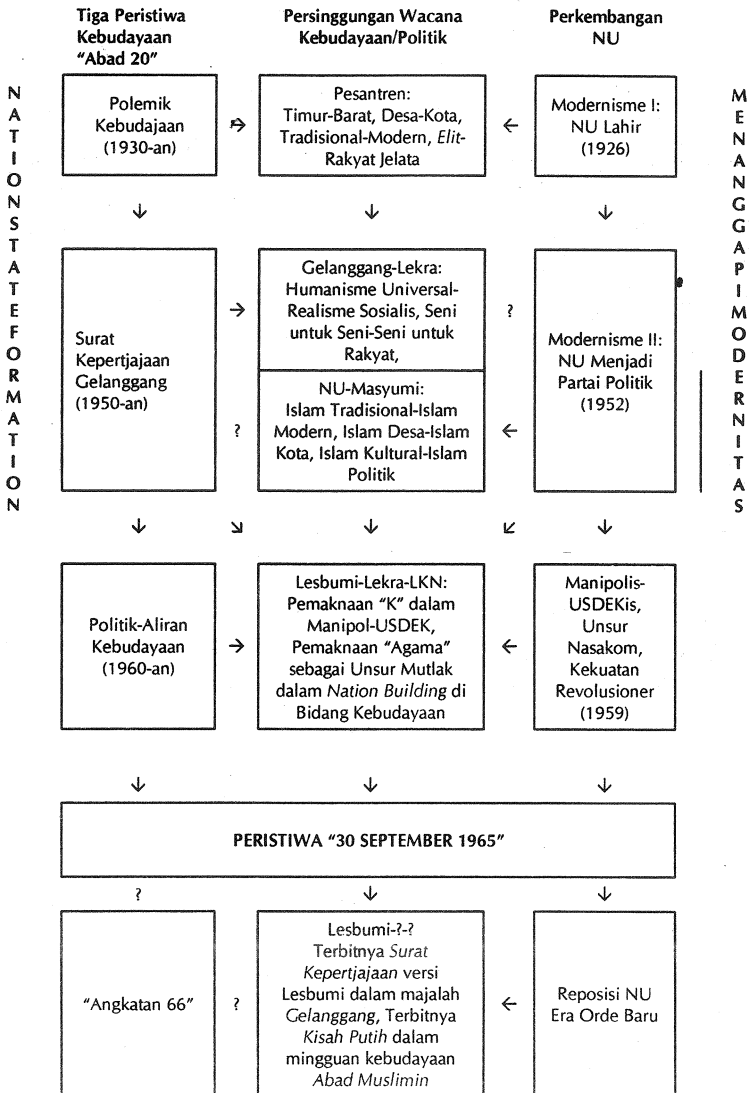 Tiga Peristiwa
Kebudayaan
"Abad 20"
Persinggungan Wacana
Kebudayaan/Politik
Perkembangan
NU
NATION STATE FORMATION
MENANGGAPI MODERNITAS
Polemik
Kebudajaan
(1930-an)
Pesantren:
Timur-Barat, Desa-Kota,
Tradisional-Modern, Elit-
Rakyat Jelata
Modernisme I:
NU Lahir
(1926)
Surat
Kepertjajaan
Gelanggang
(1950-an)
?
Gelanggang-Lekra:
Humanisme Universal-
Realisme Sosialis, Seni
untuk Seni-Seni untuk
Rakyat,
NU-Masyumi:
Islam Tradisional-Islam
Modern, Islam Desa-Islam
Kota, Islam Kultural-Islam
Politik
?
Modernisme II:
NU Menjadi
Partai Politik
(1952)
Politik-Aliran
Kebudayaan
(1960-an)
Lesbumi-Lekra-LKN:
Pemaknaan "K" dalam
Manipol-USDEK,
Pemaknaan "Agama"
sebagai Unsur Mutlak
dalam Nation Building di
Bidang Kebudayaan
Manipolis-
USDEKis,
Unsur
Nasakom,
Kekuatan
Revolusioner
(1959)
PERISTIWA "30 SEPTEMBER 1965"
?
"Angkatan 66"
?
Lesbumi-?-?
Terbitnya Surat
Kepertjajaan versi
Lesbumi dalam majalah
Gelanggang, Terbitnya
Kisah Putih dalam
mingguan kebudayaan
Abad Muslimin
Reposisi NU
Era Orde Baru